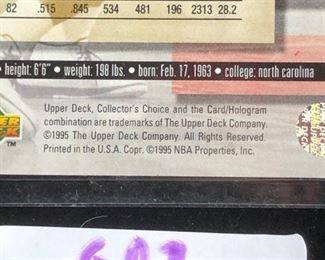 82 .515 .845 534 481 196 2313 28.2
• height: 6'6" • weight: 198 lbs. • born: Feb. 17, 1963 • college: north carolina
Upper Deck, Collector's Choice and the Card/Hologram
combination are trademarks of The Upper Deck Company.
©1995 The Upper Deck Company. All Rights Reserved.
Printed in the U.S.A. Copr. ©1995 NBA Properties, Inc.
TM